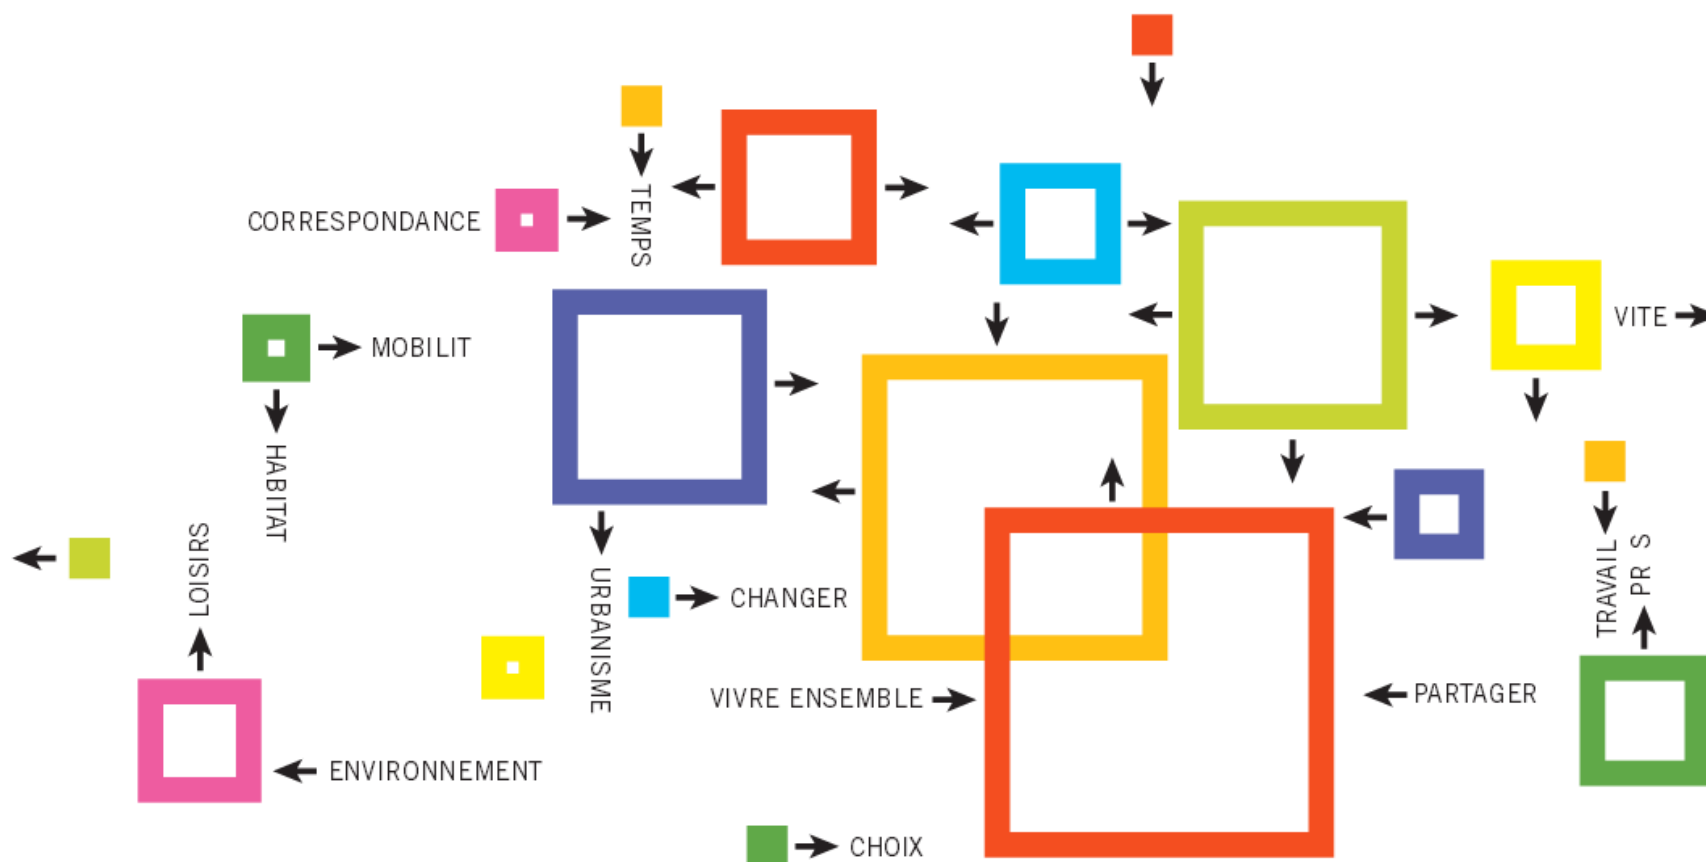 TEMPS
CORRESPONDANCE
VITE
MOBILIT
HABITAT
LOISIRS
URBANISME
CHANGER
TRAVAIL
PR S
VIVRE ENSEMBLE
PARTAGER
ENVIRONNEMENT
CHOIX